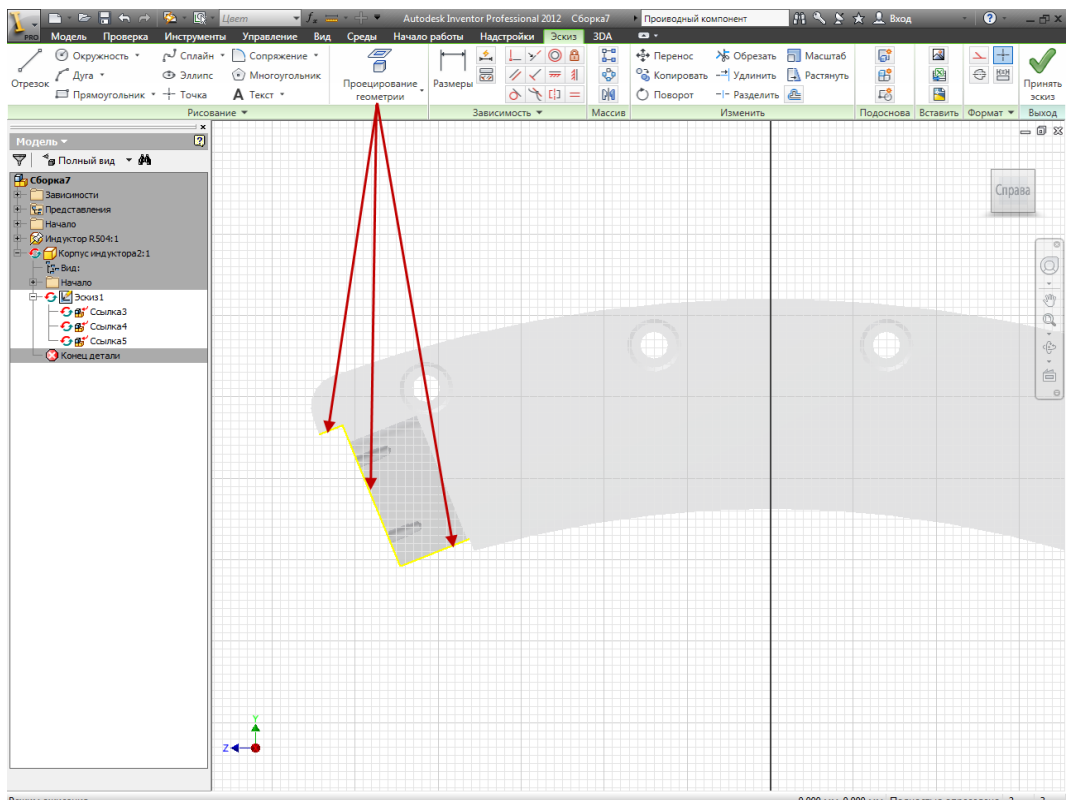 Цвет
Autodesk Inventor Professional 2012 Сборка7
Проиводный компонент
Вход
PRO Модель Проверка Инструменты Управление Вид Среды Начало работы Надстройки Эскиз 3DA
Отрезок
Окружность Сплайн Сопряжение
Дуга Эллипс Многоугольник
Прямоугольник Точка A Текст
Проецирование геометрии
Размеры
Перенос Обрезать Масштаб
Копировать Удлинить Растянуть
Поворот Разделить
Принять эскиз
Рисование Зависимость Массив Изменить Подоснова Вставить Формат Выход
Модель
Полный вид
Сборка7
Зависимости
Представления
Начало
Индуктор R504:1
Корпус индуктора2:1
Вид:
Начало
Эскиз1
Ссылка3
Ссылка4
Ссылка5
Конец детали
Справа
Y
Z